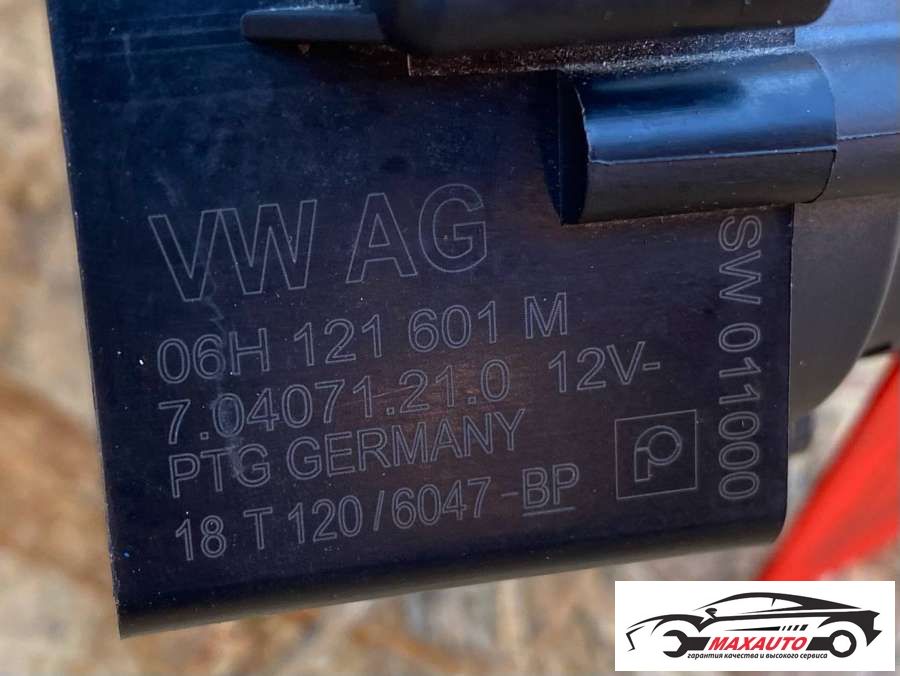 VW AG
06H 121 601 M
7.04071.21.0 12V-
PTG GERMANY
18 T 120/6047-BP
SW 011000
MAXAUTO
гарантия качества и высокого сервиса